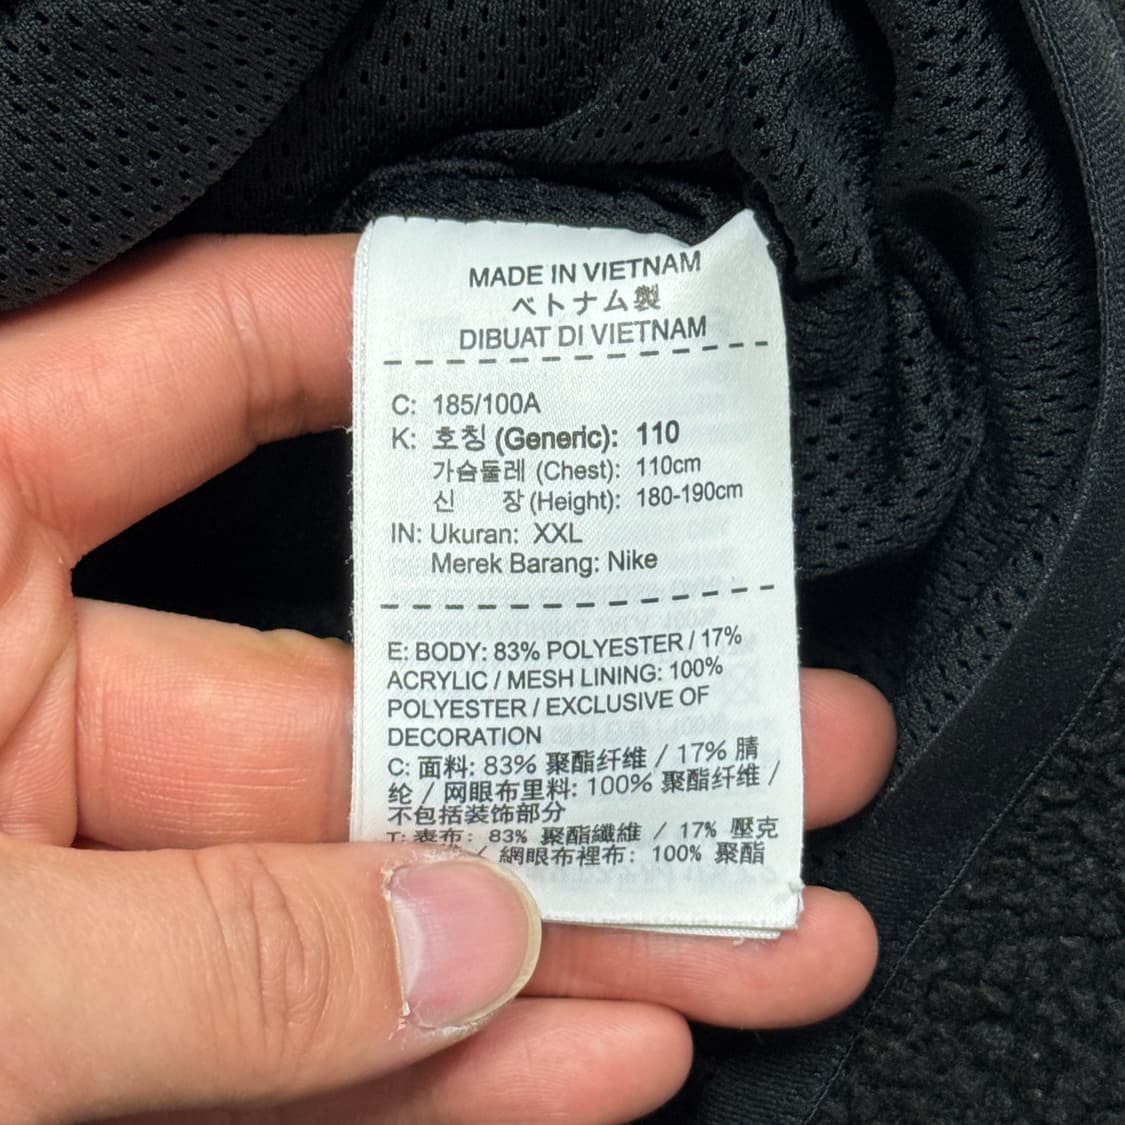 MADE IN VIETNAM
ベトナム製
DIBUAT DI VIETNAM
C: 185/100A
K: 호칭 (Generic): 110
가슴둘레 (Chest): 110cm
신 장 (Height): 180-190cm
IN: Ukuran: XXL
Merek Barang: Nike
E: BODY: 83% POLYESTER / 17%
ACRYLIC / MESH LINING: 100%
POLYESTER / EXCLUSIVE OF
DECORATION
C: 面料: 83% 聚酯纤维 / 17% 腈
纶 / 网眼布里料: 100% 聚酯纤维 /
不包括装饰部分
T: 表布: 83% 聚酯纖維 / 17% 壓克
/ 網眼布裡布: 100% 聚酯